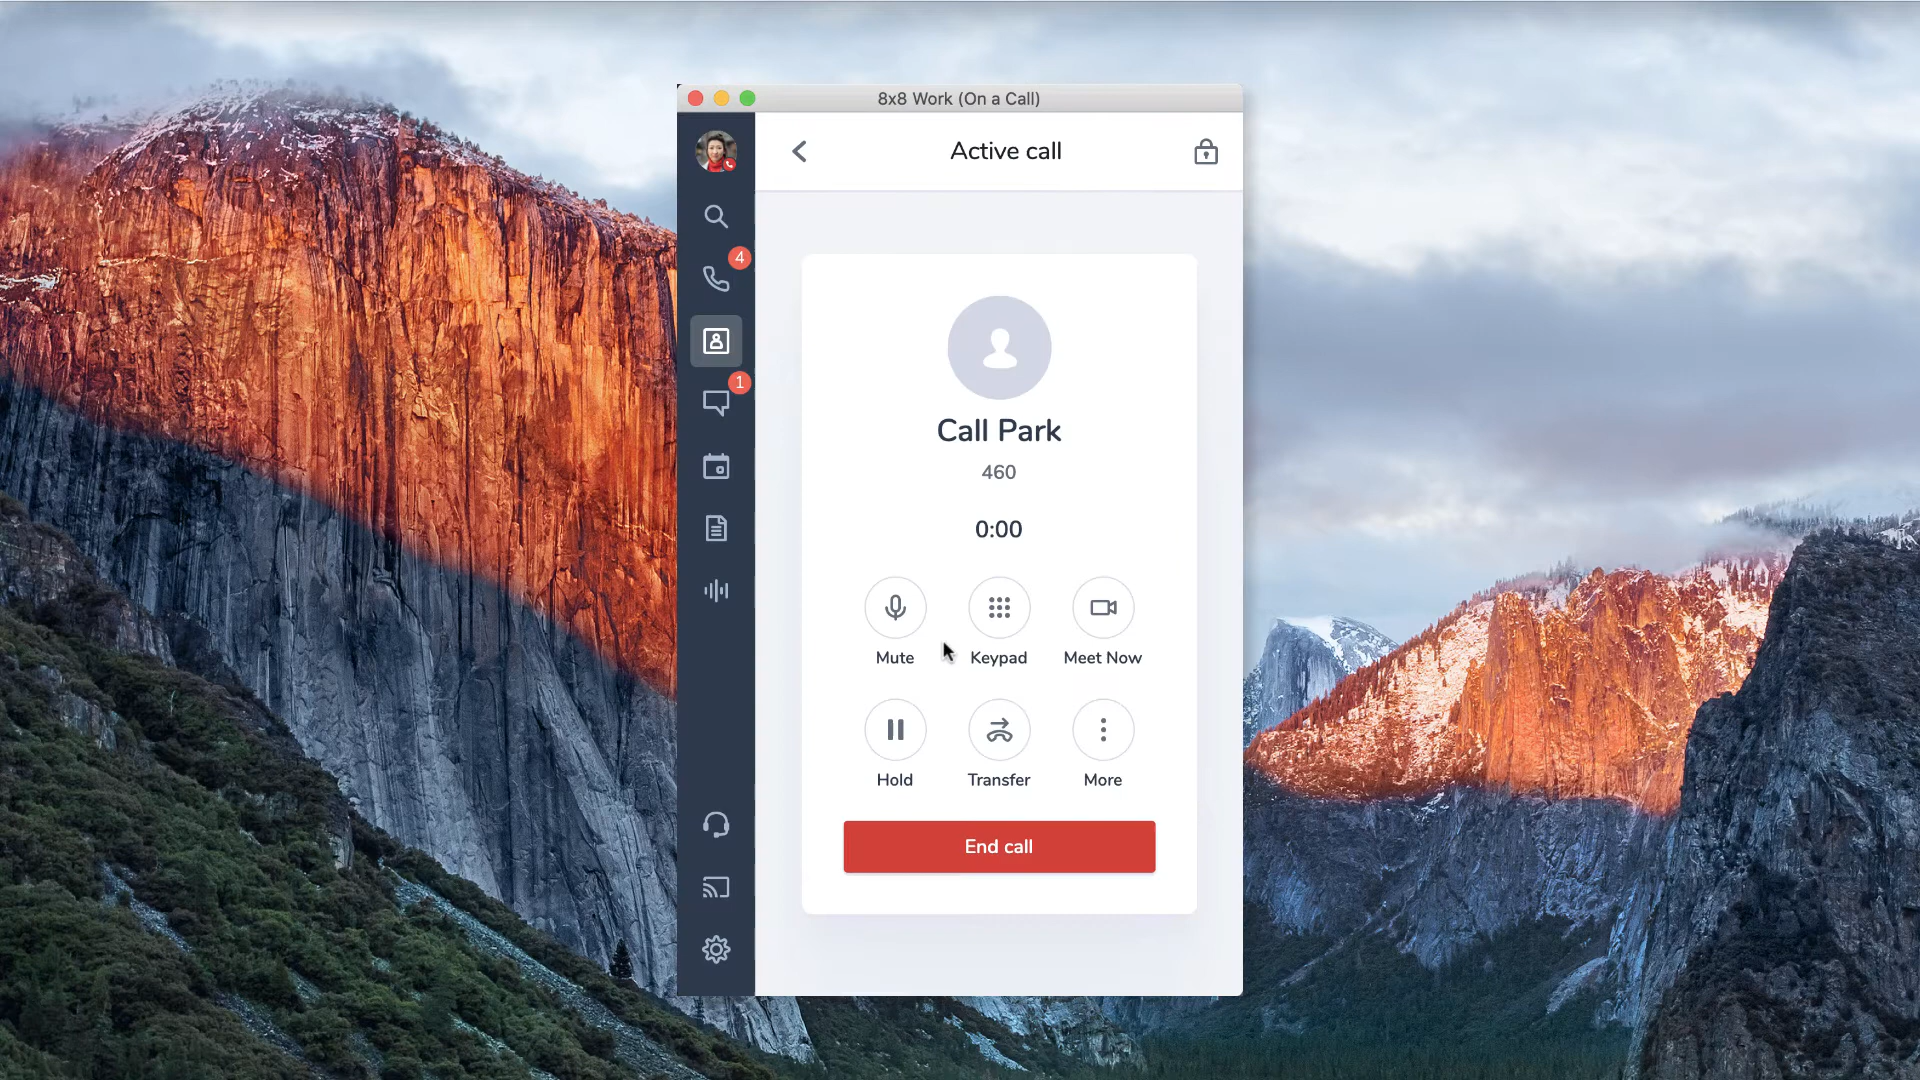 8x8 Work (On a Call)
Active call
4
1
Call Park
460
0:00
Mute
Keypad
Meet Now
Hold
Transfer
More
End call